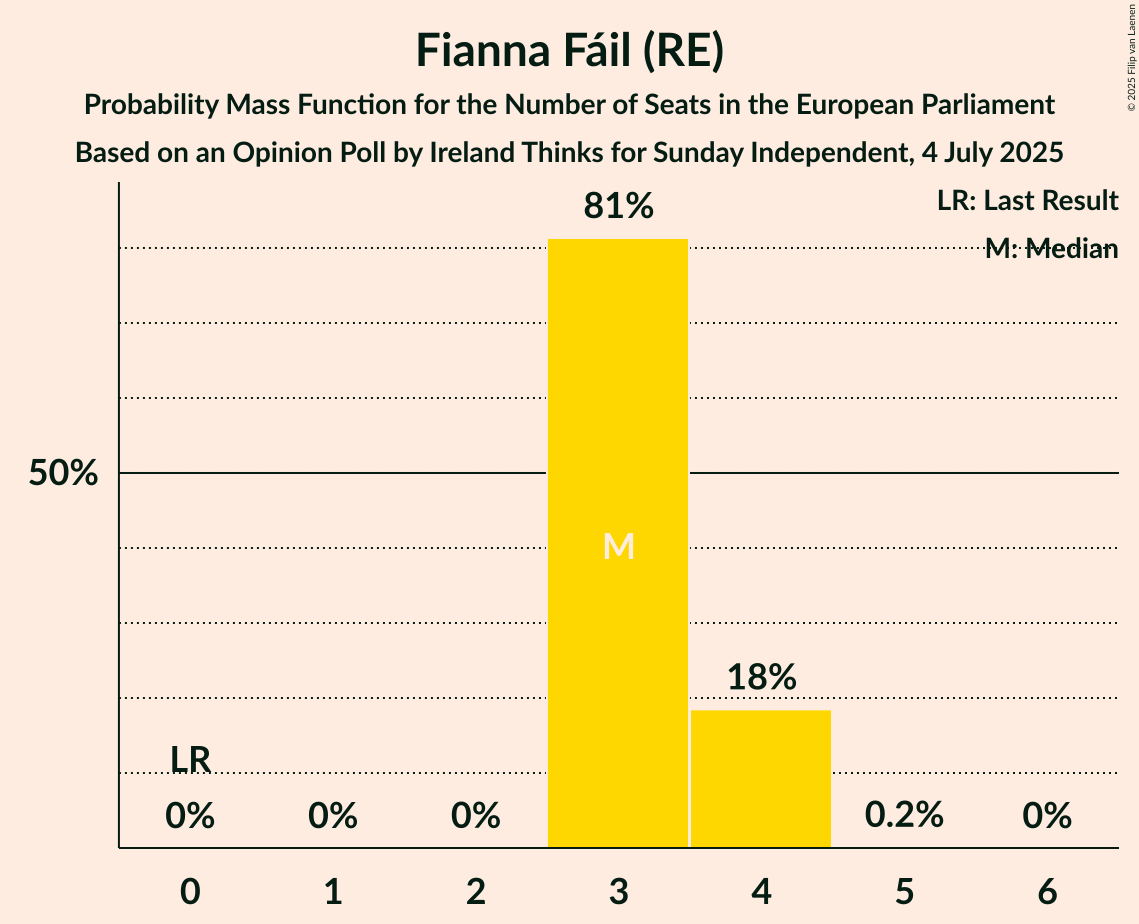 Fianna Fáil (RE)
Probability Mass Function for the Number of Seats in the European Parliament
Based on an Opinion Poll by Ireland Thinks for Sunday Independent, 4 July 2025
© 2025 Filip van Laenen
LR: Last Result
M: Median
81%
50%
M
18%
LR
0%
0%
0%
0.2%
0%
0
1
2
3
4
5
6